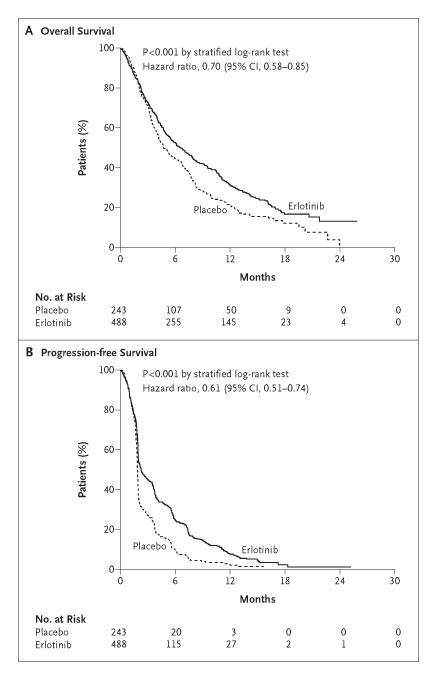 A Overall Survival
P<0.001 by stratified log-rank test
Hazard ratio, 0.70 (95% CI, 0.58–0.85)
Patients (%)
100
80
60
40
20
0
Placebo
Erlotinib
0 6 12 18 24 30
Months
No. at Risk
Placebo 243 107 50 9 0 0
Erlotinib 488 255 145 23 4 0
B Progression-free Survival
P<0.001 by stratified log-rank test
Hazard ratio, 0.61 (95% CI, 0.51–0.74)
Patients (%)
100
80
60
40
20
0
Placebo
Erlotinib
0 6 12 18 24 30
Months
No. at Risk
Placebo 243 20 3 0 0 0
Erlotinib 488 115 27 2 1 0